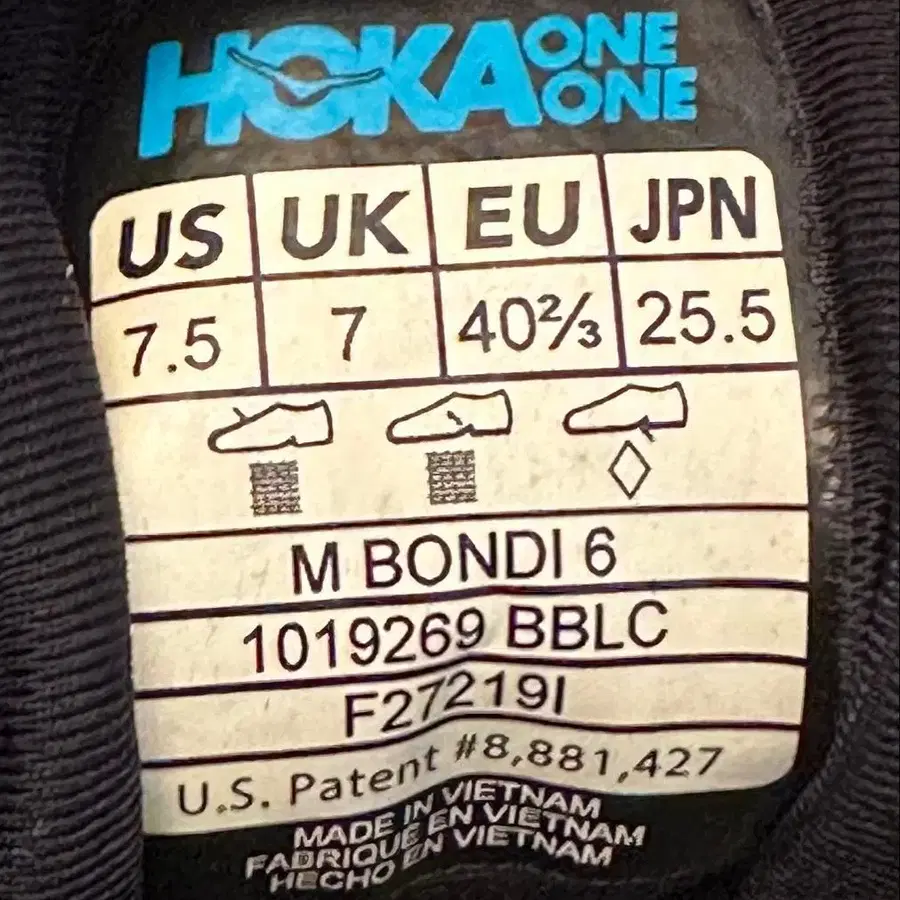 HOKA ONE ONE
US UK EU JPN
7.5 7 40⅔ 25.5
M BONDI 6
1019269 BBLC
F27219I
U.S. Patent #8,881,427
MADE IN VIETNAM
FABRIQUE EN VIETNAM
HECHO EN VIETNAM